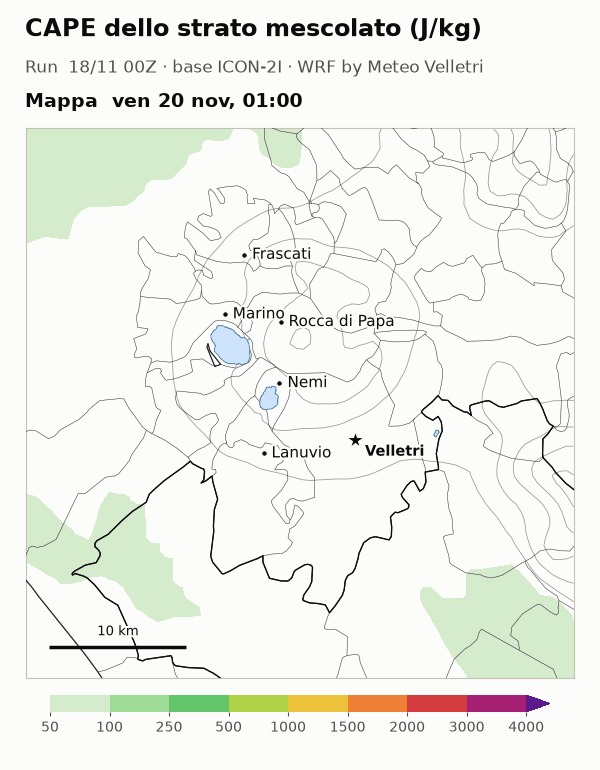 CAPE dello strato mescolato (J/kg)
Run  18/11 00Z · base ICON-2I · WRF by Meteo Velletri
Mappa  ven 20 nov, 01:00
Frascati
Marino
Rocca di Papa
Nemi
Velletri
Lanuvio
10 km
50 100 250 500 1000 1500 2000 3000 4000